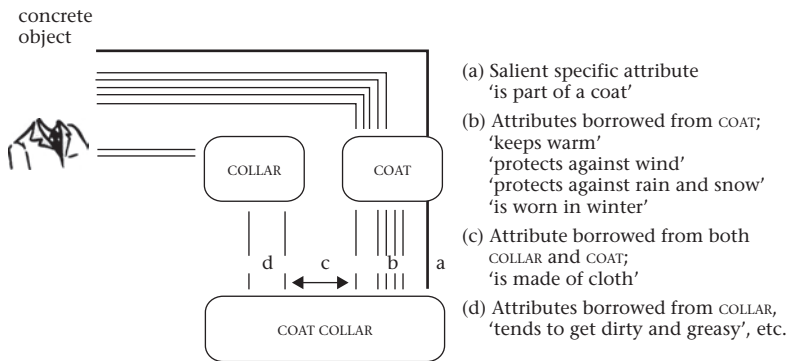 concrete
object
COLLAR
COAT
d
c
b
a
COAT COLLAR
(a) Salient specific attribute
‘is part of a coat’
(b) Attributes borrowed from COAT;
‘keeps warm’
‘protects against wind’
‘protects against rain and snow’
‘is worn in winter’
(c) Attribute borrowed from both
COLLAR and COAT;
‘is made of cloth’
(d) Attributes borrowed from COLLAR,
‘tends to get dirty and greasy’, etc.